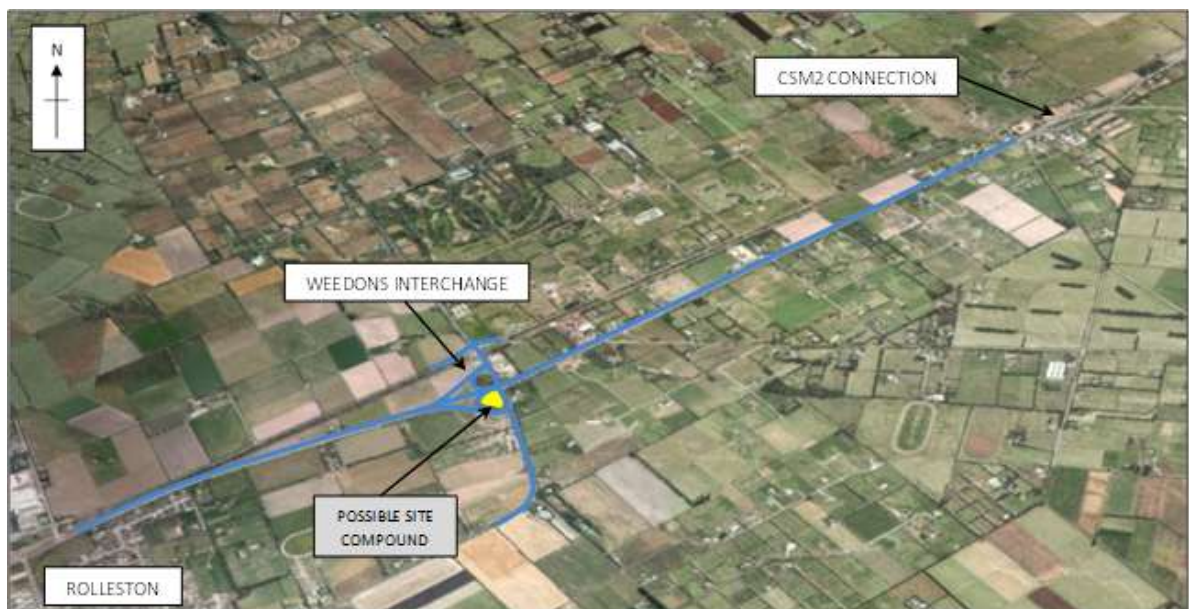 N
CSM2 CONNECTION
WEEDONS INTERCHANGE
POSSIBLE SITE
COMPOUND
ROLLESTON